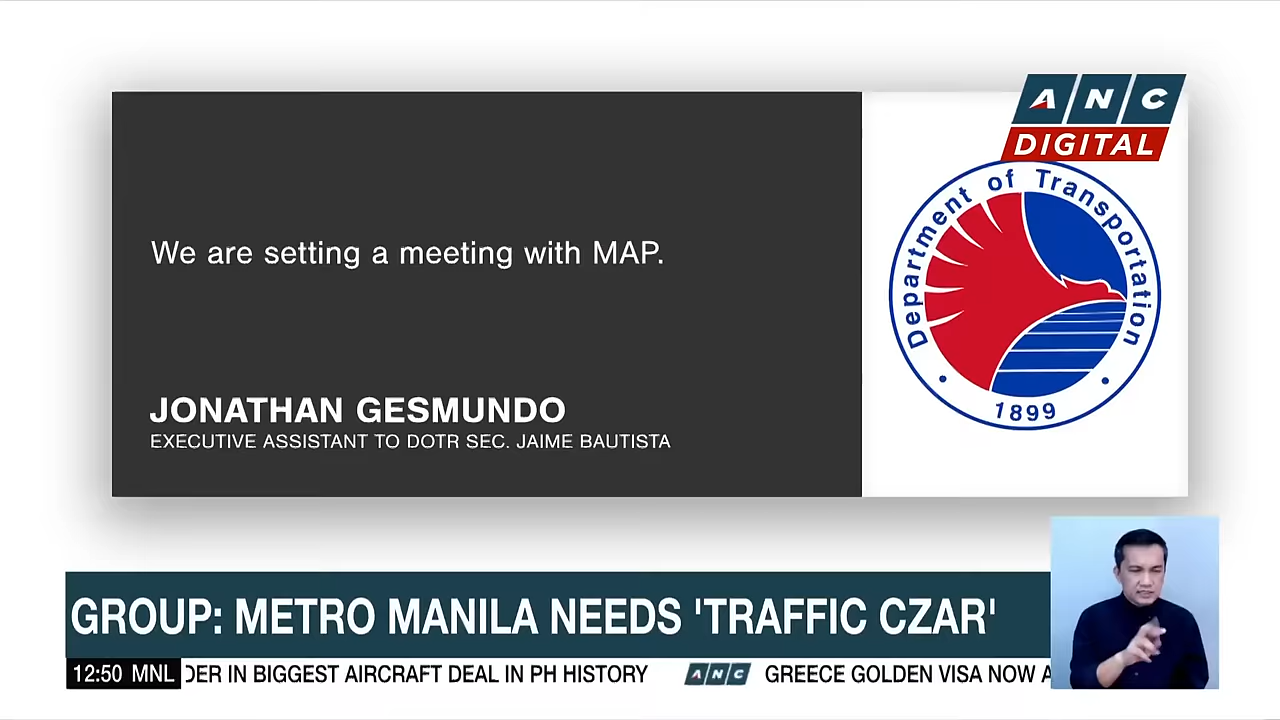 ANC
DIGITAL
Department of Transportation
1899
We are setting a meeting with MAP.
JONATHAN GESMUNDO
EXECUTIVE ASSISTANT TO DOTR SEC. JAIME BAUTISTA
GROUP: METRO MANILA NEEDS 'TRAFFIC CZAR'
12:50 MNL DER IN BIGGEST AIRCRAFT DEAL IN PH HISTORY ANC GREECE GOLDEN VISA NOW